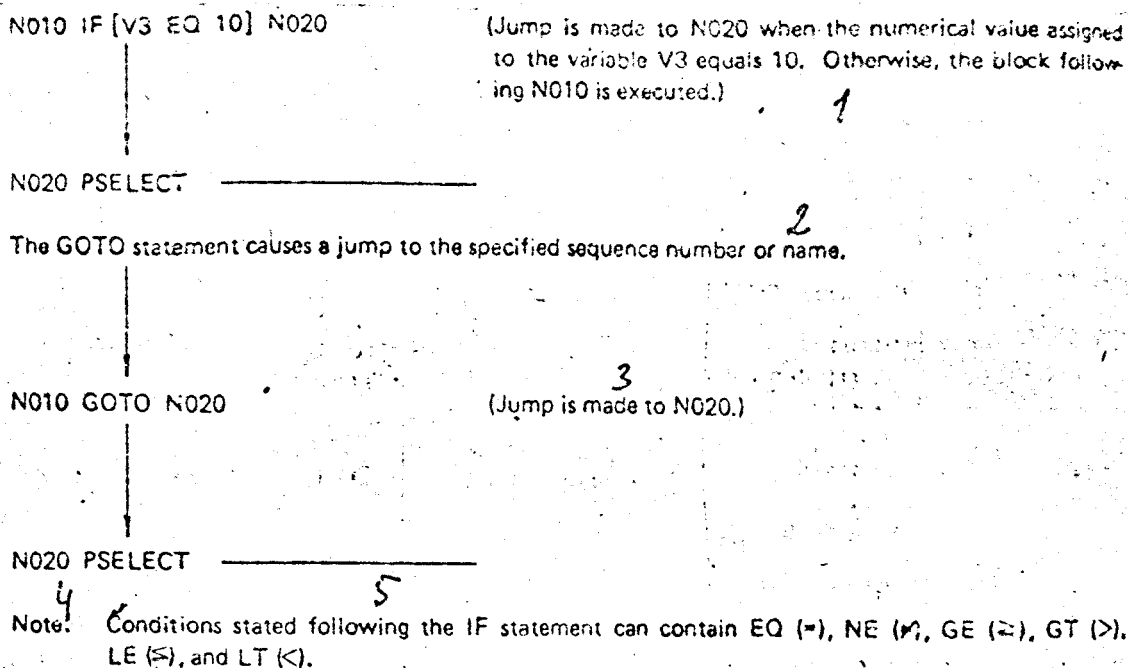 N010 IF [V3 EQ 10] N020
(Jump is made to N020 when the numerical value assigned
to the variable V3 equals 10. Otherwise, the block follow-
ing N010 is executed.)
1
N020 PSELECT
2
The GOTO statement causes a jump to the specified sequence number or name.
3
N010 GOTO N020
(Jump is made to N020.)
N020 PSELECT
4 5
Note: Conditions stated following the IF statement can contain EQ (=), NE (≠), GE (≥), GT (>),
LE (≤), and LT (<).